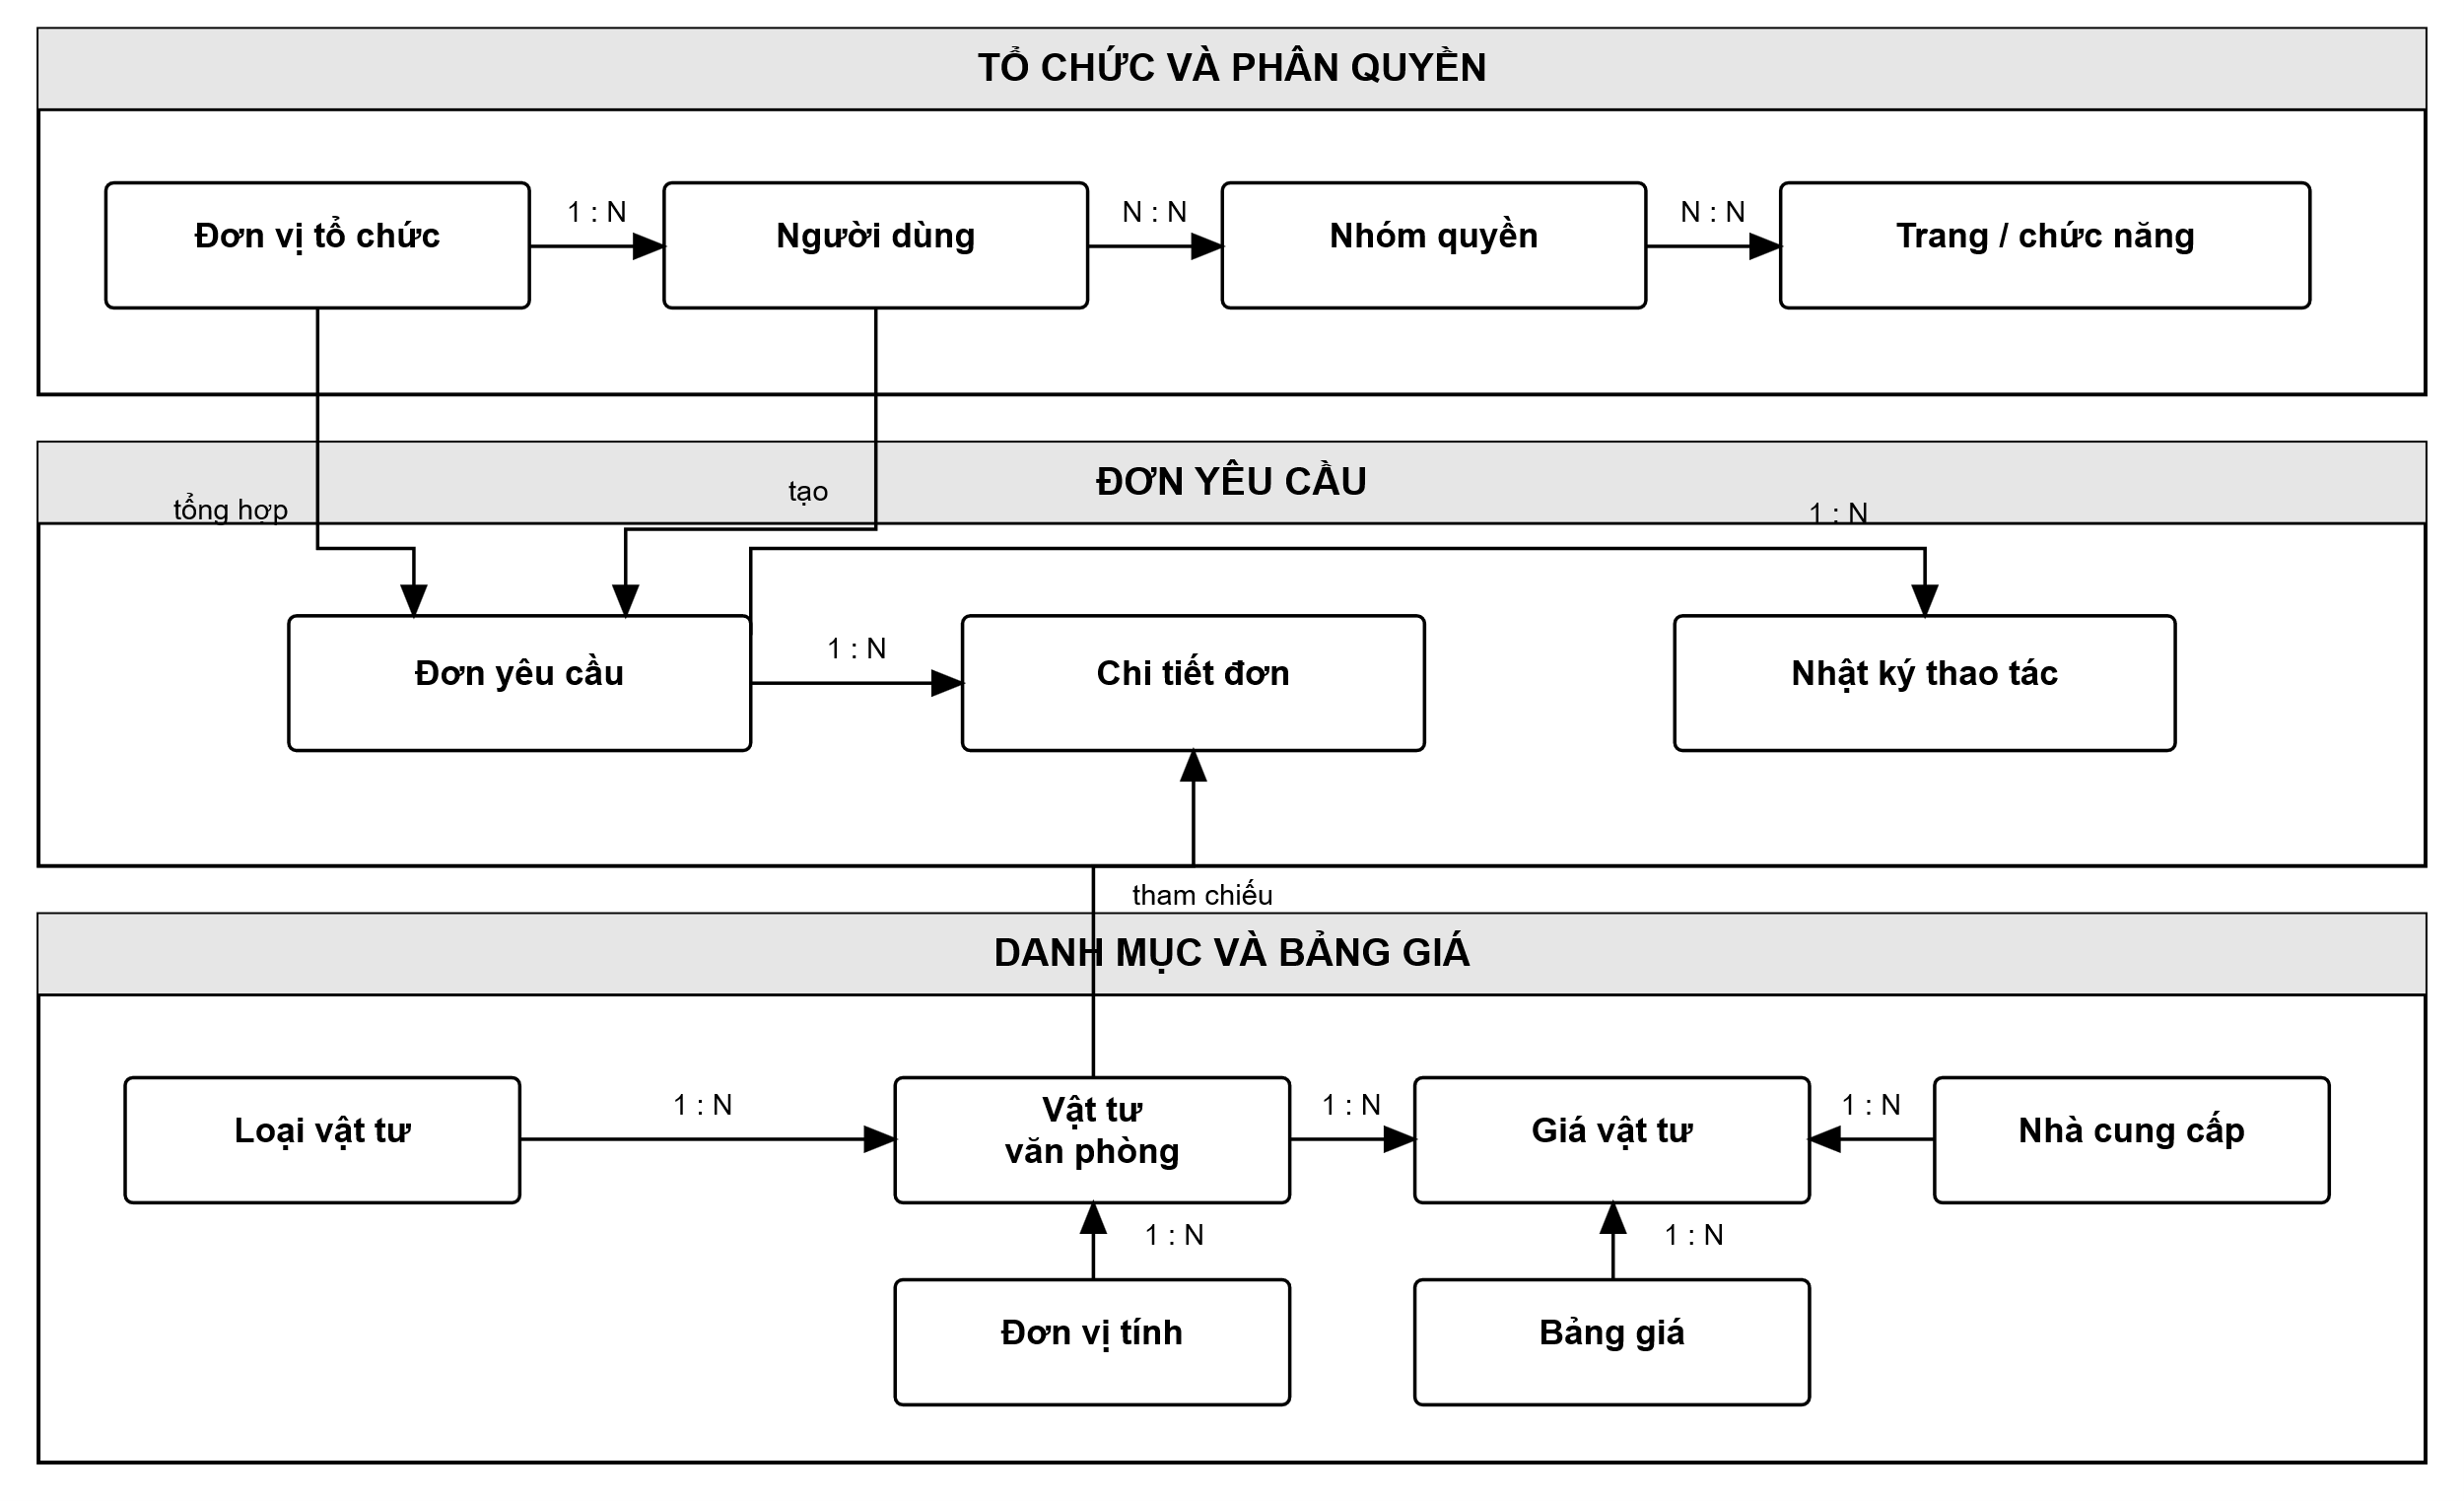 TỔ CHỨC VÀ PHÂN QUYỀN
Đơn vị tổ chức
1 : N
Người dùng
N : N
Nhóm quyền
N : N
Trang / chức năng
ĐƠN YÊU CẦU
tổng hợp
tạo
1 : N
Đơn yêu cầu
1 : N
Chi tiết đơn
Nhật ký thao tác
tham chiếu
DANH MỤC VÀ BẢNG GIÁ
Loại vật tư
1 : N
Vật tư
văn phòng
1 : N
Giá vật tư
1 : N
Nhà cung cấp
1 : N
1 : N
Đơn vị tính
Bảng giá